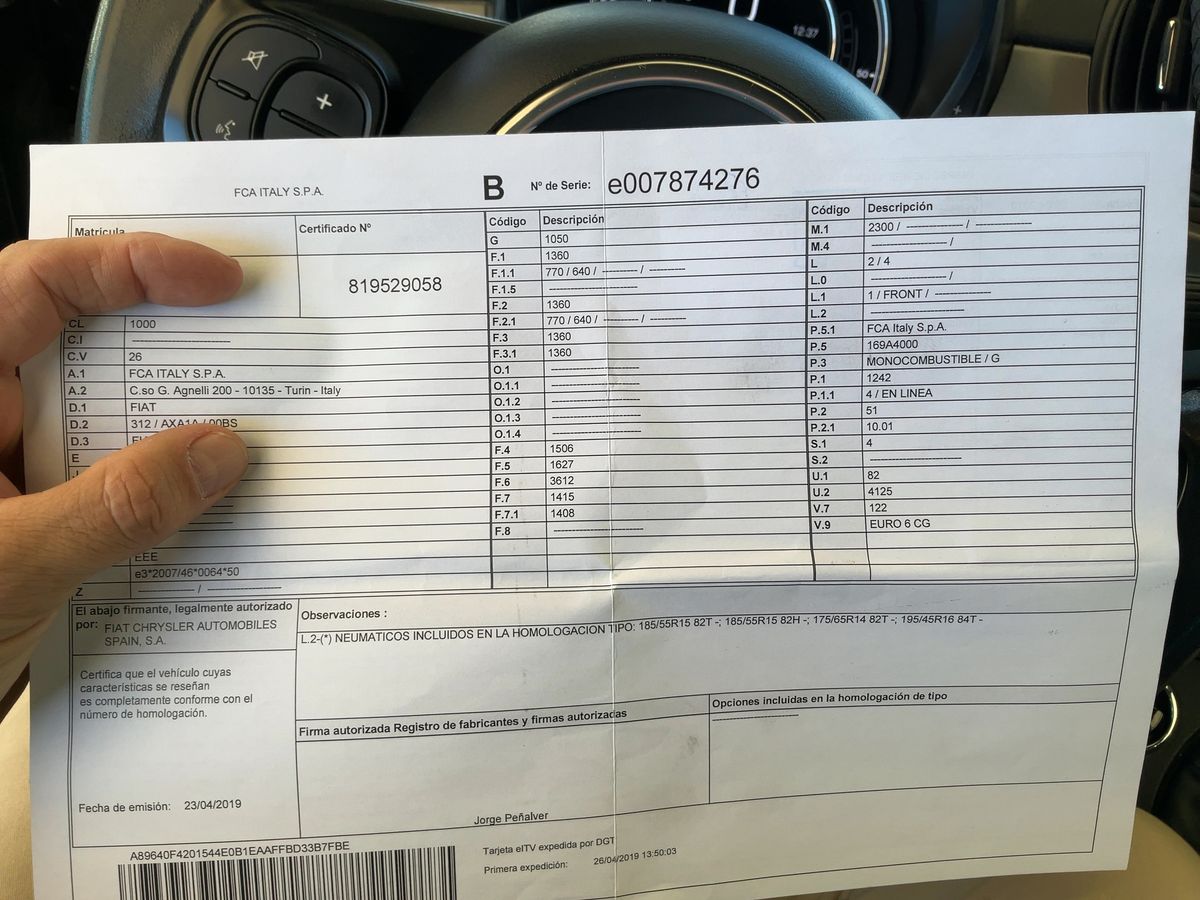 12:37
50
+
FCA ITALY S.P.A.
B Nº de Serie: e007874276
Matricula Certificado Nº
819529058
CL 1000
C.I --------------------
C.V 26
A.1 FCA ITALY S.P.A.
A.2 C.so G. Agnelli 200 - 10135 - Turin - Italy
D.1 FIAT
D.2 312 / AXA1A / 00BS
D.3
E
EEE
e3*2007/46*0064*50
Z -------------- / ------------------
Código Descripción
G 1050
F.1 1360
F.1.1 770 / 640 / -------- / --------
F.1.5 --------------------
F.2 1360
F.2.1 770 / 640 / -------- / --------
F.3 1360
F.3.1 1360
O.1 --------------------
O.1.1 --------------------
O.1.2 --------------------
O.1.3 --------------------
O.1.4 --------------------
F.4 1506
F.5 1627
F.6 3612
F.7 1415
F.7.1 1408
F.8 --------------------
Código Descripción
M.1 2300 / -------------- / --------------
M.4 ------------------ /
L 2 / 4
L.0 ------------------ /
L.1 1 / FRONT / --------------
L.2 --------------------
P.5.1 FCA Italy S.p.A.
P.5 169A4000
P.3 MONOCOMBUSTIBLE / G
P.1 1242
P.1.1 4 / EN LINEA
P.2 51
P.2.1 10.01
S.1 4
S.2 --------------------
U.1 82
U.2 4125
V.7 122
V.9 EURO 6 CG
El abajo firmante, legalmente autorizado
por: FIAT CHRYSLER AUTOMOBILES
SPAIN, S.A.
Certifica que el vehículo cuyas
características se reseñan
es completamente conforme con el
número de homologación.
Fecha de emisión: 23/04/2019
Observaciones :
L.2-(*) NEUMATICOS INCLUIDOS EN LA HOMOLOGACION TIPO: 185/55R15 82T -; 185/55R15 82H -; 175/65R14 82T -; 195/45R16 84T -
Firma autorizada Registro de fabricantes y firmas autorizadas
Jorge Peñalver
Opciones incluidas en la homologación de tipo
--------------------
A89640F4201544E0B1EAAFFBD33B7FBE
Tarjeta eITV expedida por DGT
Primera expedición: 26/04/2019 13:50:03